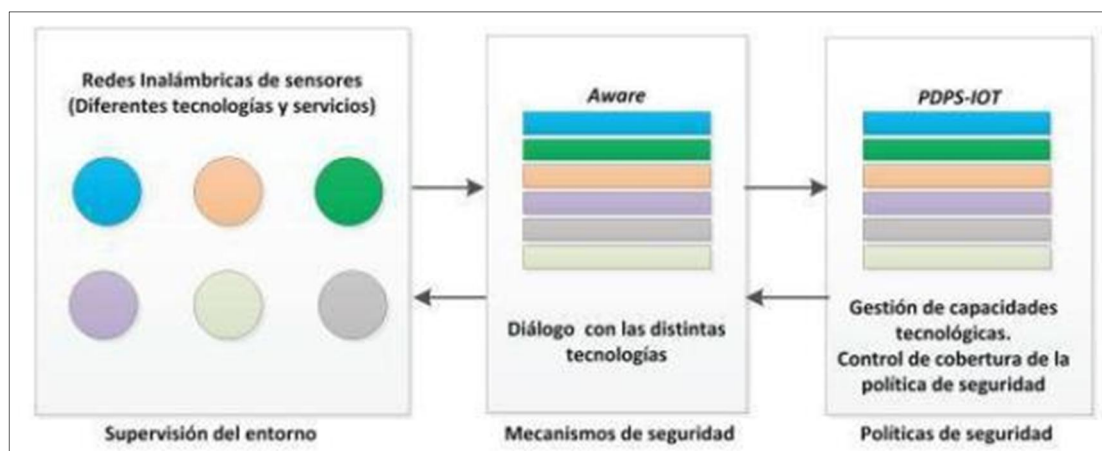 Redes Inalámbricas de sensores
(Diferentes tecnologías y servicios)
Supervisión del entorno
Aware
Diálogo con las distintas
tecnologías
Mecanismos de seguridad
PDPS-IOT
Gestión de capacidades
tecnológicas.
Control de cobertura de la
política de seguridad
Políticas de seguridad